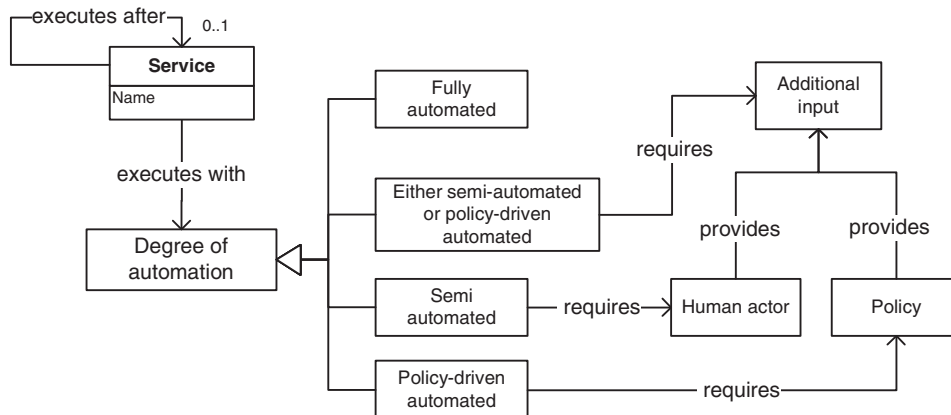 executes after
0..1
Service
Name
executes with
Degree of
automation
Fully
automated
Either semi-automated
or policy-driven
automated
Semi
automated
Policy-driven
automated
requires
Additional
input
provides
provides
requires
Human actor
Policy
requires